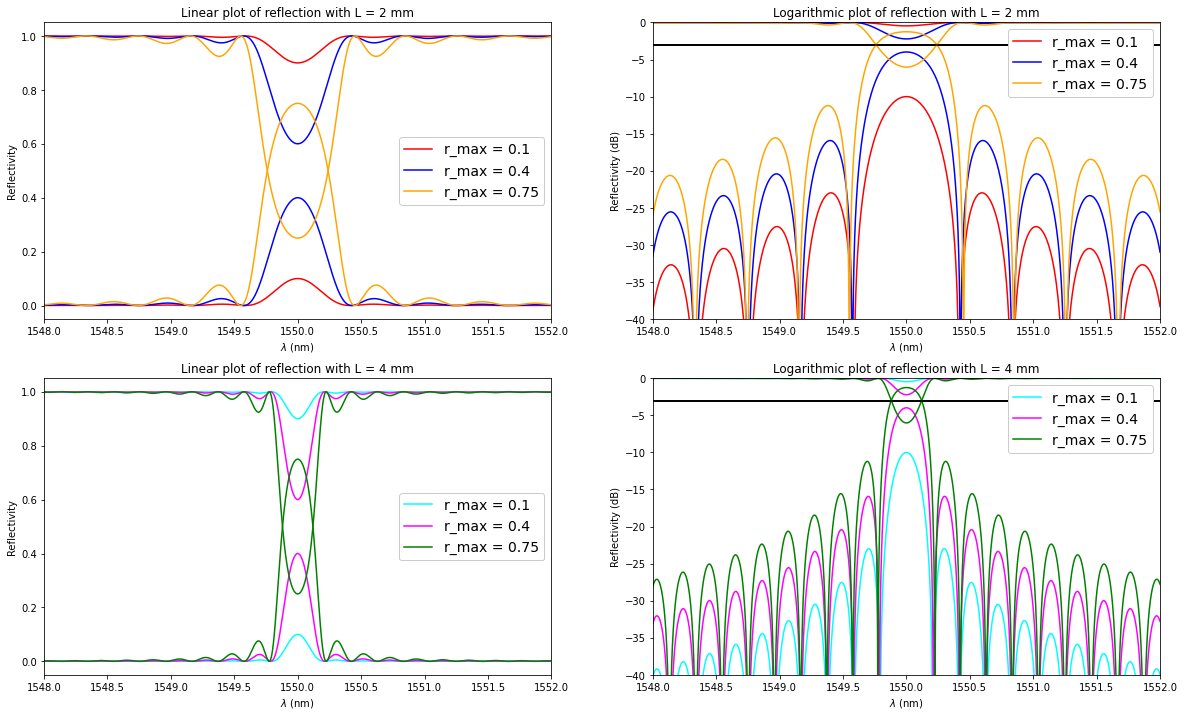 Linear plot of reflection with L = 2 mm
Reflectivity
1.0
0.8
0.6
0.4
0.2
0.0
r_max = 0.1
r_max = 0.4
r_max = 0.75
1548.0 1548.5 1549.0 1549.5 1550.0 1550.5 1551.0 1551.5 1552.0
λ (nm)
Logarithmic plot of reflection with L = 2 mm
Reflectivity (dB)
0
−5
−10
−15
−20
−25
−30
−35
−40
r_max = 0.1
r_max = 0.4
r_max = 0.75
1548.0 1548.5 1549.0 1549.5 1550.0 1550.5 1551.0 1551.5 1552.0
λ (nm)
Linear plot of reflection with L = 4 mm
Reflectivity
1.0
0.8
0.6
0.4
0.2
0.0
r_max = 0.1
r_max = 0.4
r_max = 0.75
1548.0 1548.5 1549.0 1549.5 1550.0 1550.5 1551.0 1551.5 1552.0
λ (nm)
Logarithmic plot of reflection with L = 4 mm
Reflectivity (dB)
0
−5
−10
−15
−20
−25
−30
−35
−40
r_max = 0.1
r_max = 0.4
r_max = 0.75
1548.0 1548.5 1549.0 1549.5 1550.0 1550.5 1551.0 1551.5 1552.0
λ (nm)